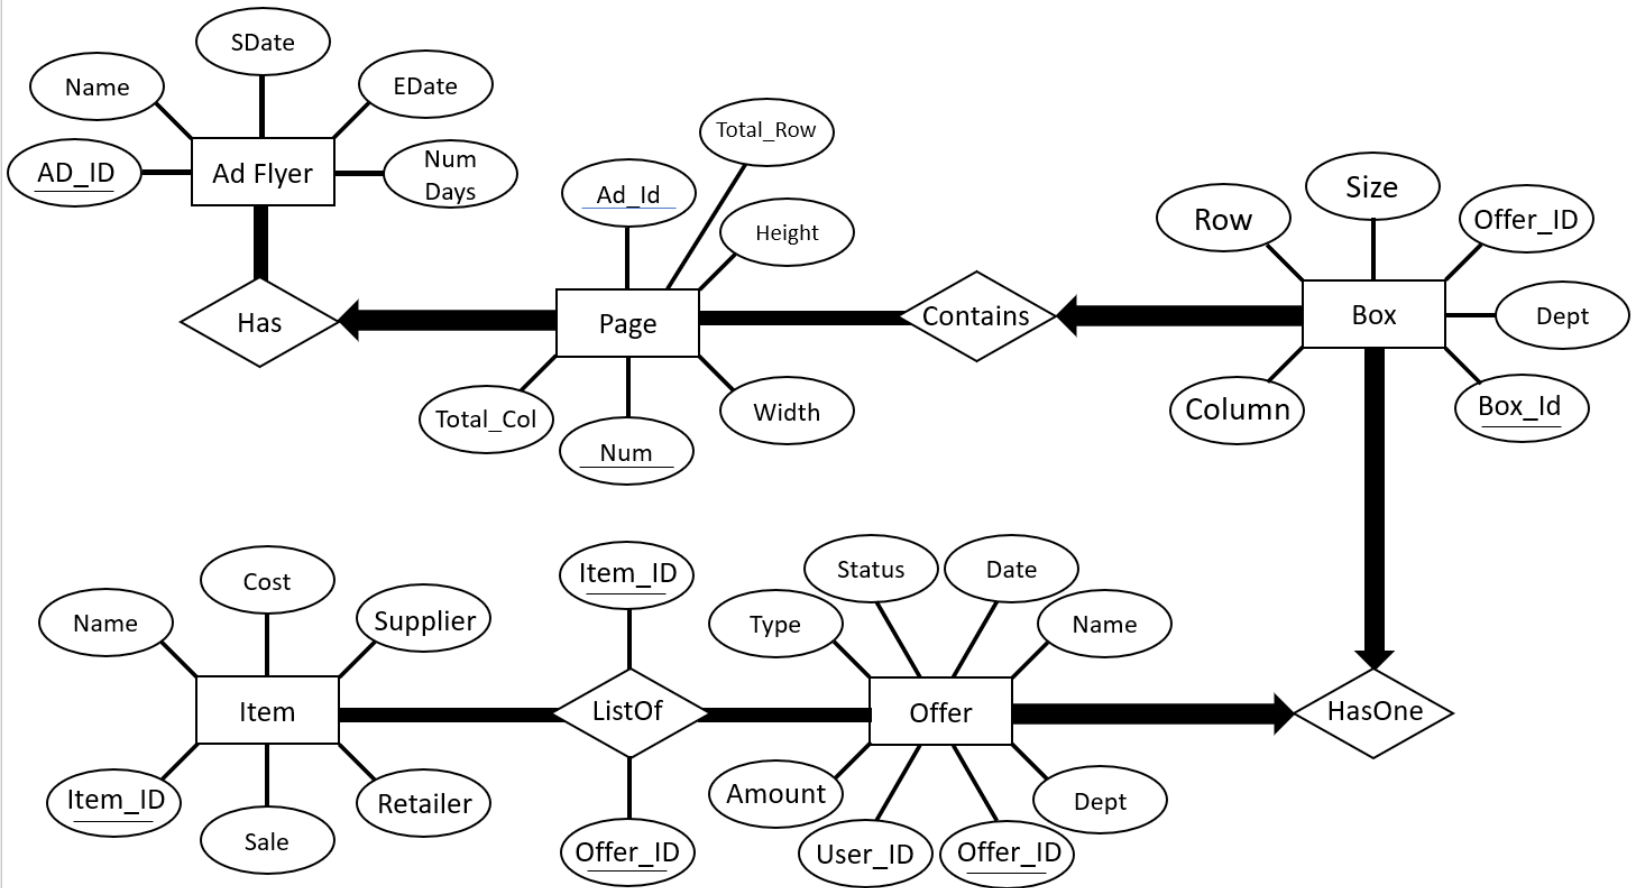 SDate
Name
EDate
AD_ID
Ad Flyer
Num
Days
Has
Total_Row
Ad_Id
Height
Page
Total_Col
Num
Width
Contains
Size
Row
Offer_ID
Box
Dept
Column
Box_Id
Cost
Name
Supplier
Item
Item_ID
Retailer
Sale
Item_ID
ListOf
Offer_ID
Status
Date
Type
Name
Offer
HasOne
Amount
Dept
User_ID
Offer_ID